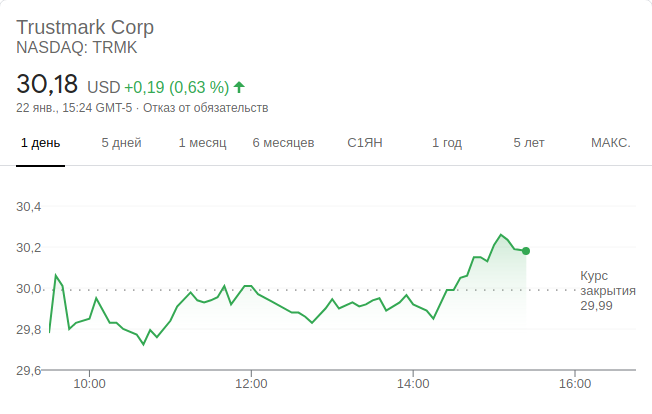 Trustmark Corp
NASDAQ: TRMK
30,18 USD +0,19 (0,63 %)
22 янв., 15:24 GMT-5 · Отказ от обязательств
1 день 5 дней 1 месяц 6 месяцев С1ЯН 1 год 5 лет МАКС.
30,4
30,2
30,0
29,8
29,6
Курс
закрытия
29,99
10:00 12:00 14:00 16:00